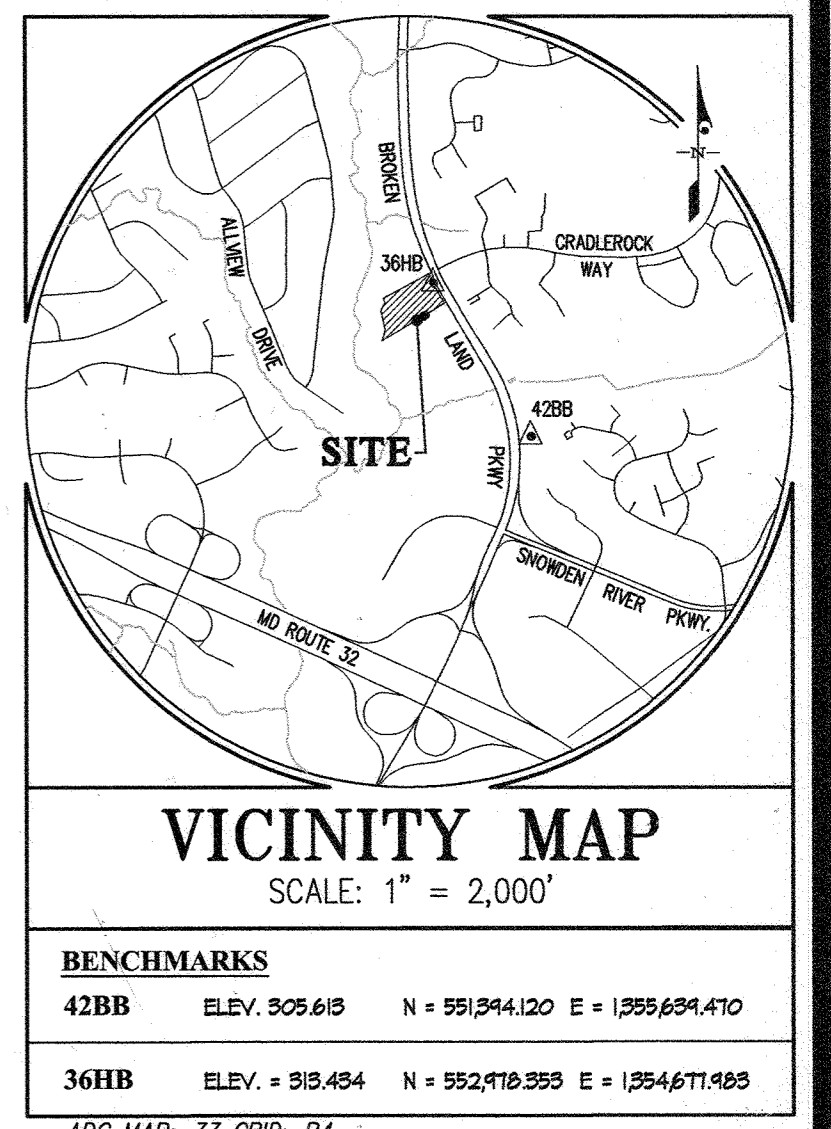 BROKEN
ALLVIEW
CRADLEROCK
WAY
-N-
36HB
DRIVE
LAND
42BB
SITE
PKWY
SNOWDEN RIVER PKWY.
MD ROUTE 32
VICINITY MAP
SCALE: 1" = 2,000'
BENCHMARKS
42BB ELEV. 305.613 N = 551,394.120 E = 1,355,639.470
36HB ELEV. = 313.434 N = 552,978.353 E = 1,354,677.983